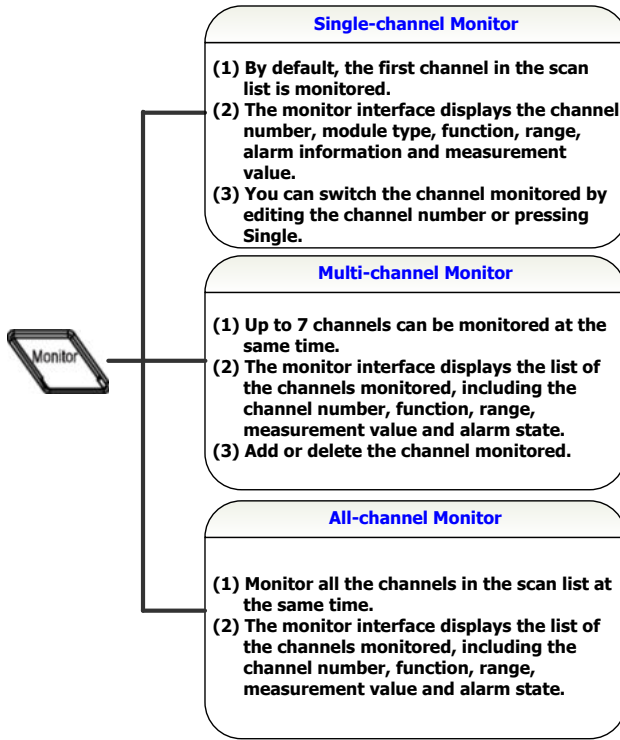 Single-channel Monitor
(1) By default, the first channel in the scan
list is monitored.
(2) The monitor interface displays the channel
number, module type, function, range,
alarm information and measurement
value.
(3) You can switch the channel monitored by
editing the channel number or pressing
Single.
Monitor
Multi-channel Monitor
(1) Up to 7 channels can be monitored at the
same time.
(2) The monitor interface displays the list of
the channels monitored, including the
channel number, function, range,
measurement value and alarm state.
(3) Add or delete the channel monitored.
All-channel Monitor
(1) Monitor all the channels in the scan list at
the same time.
(2) The monitor interface displays the list of
the channels monitored, including the
channel number, function, range,
measurement value and alarm state.